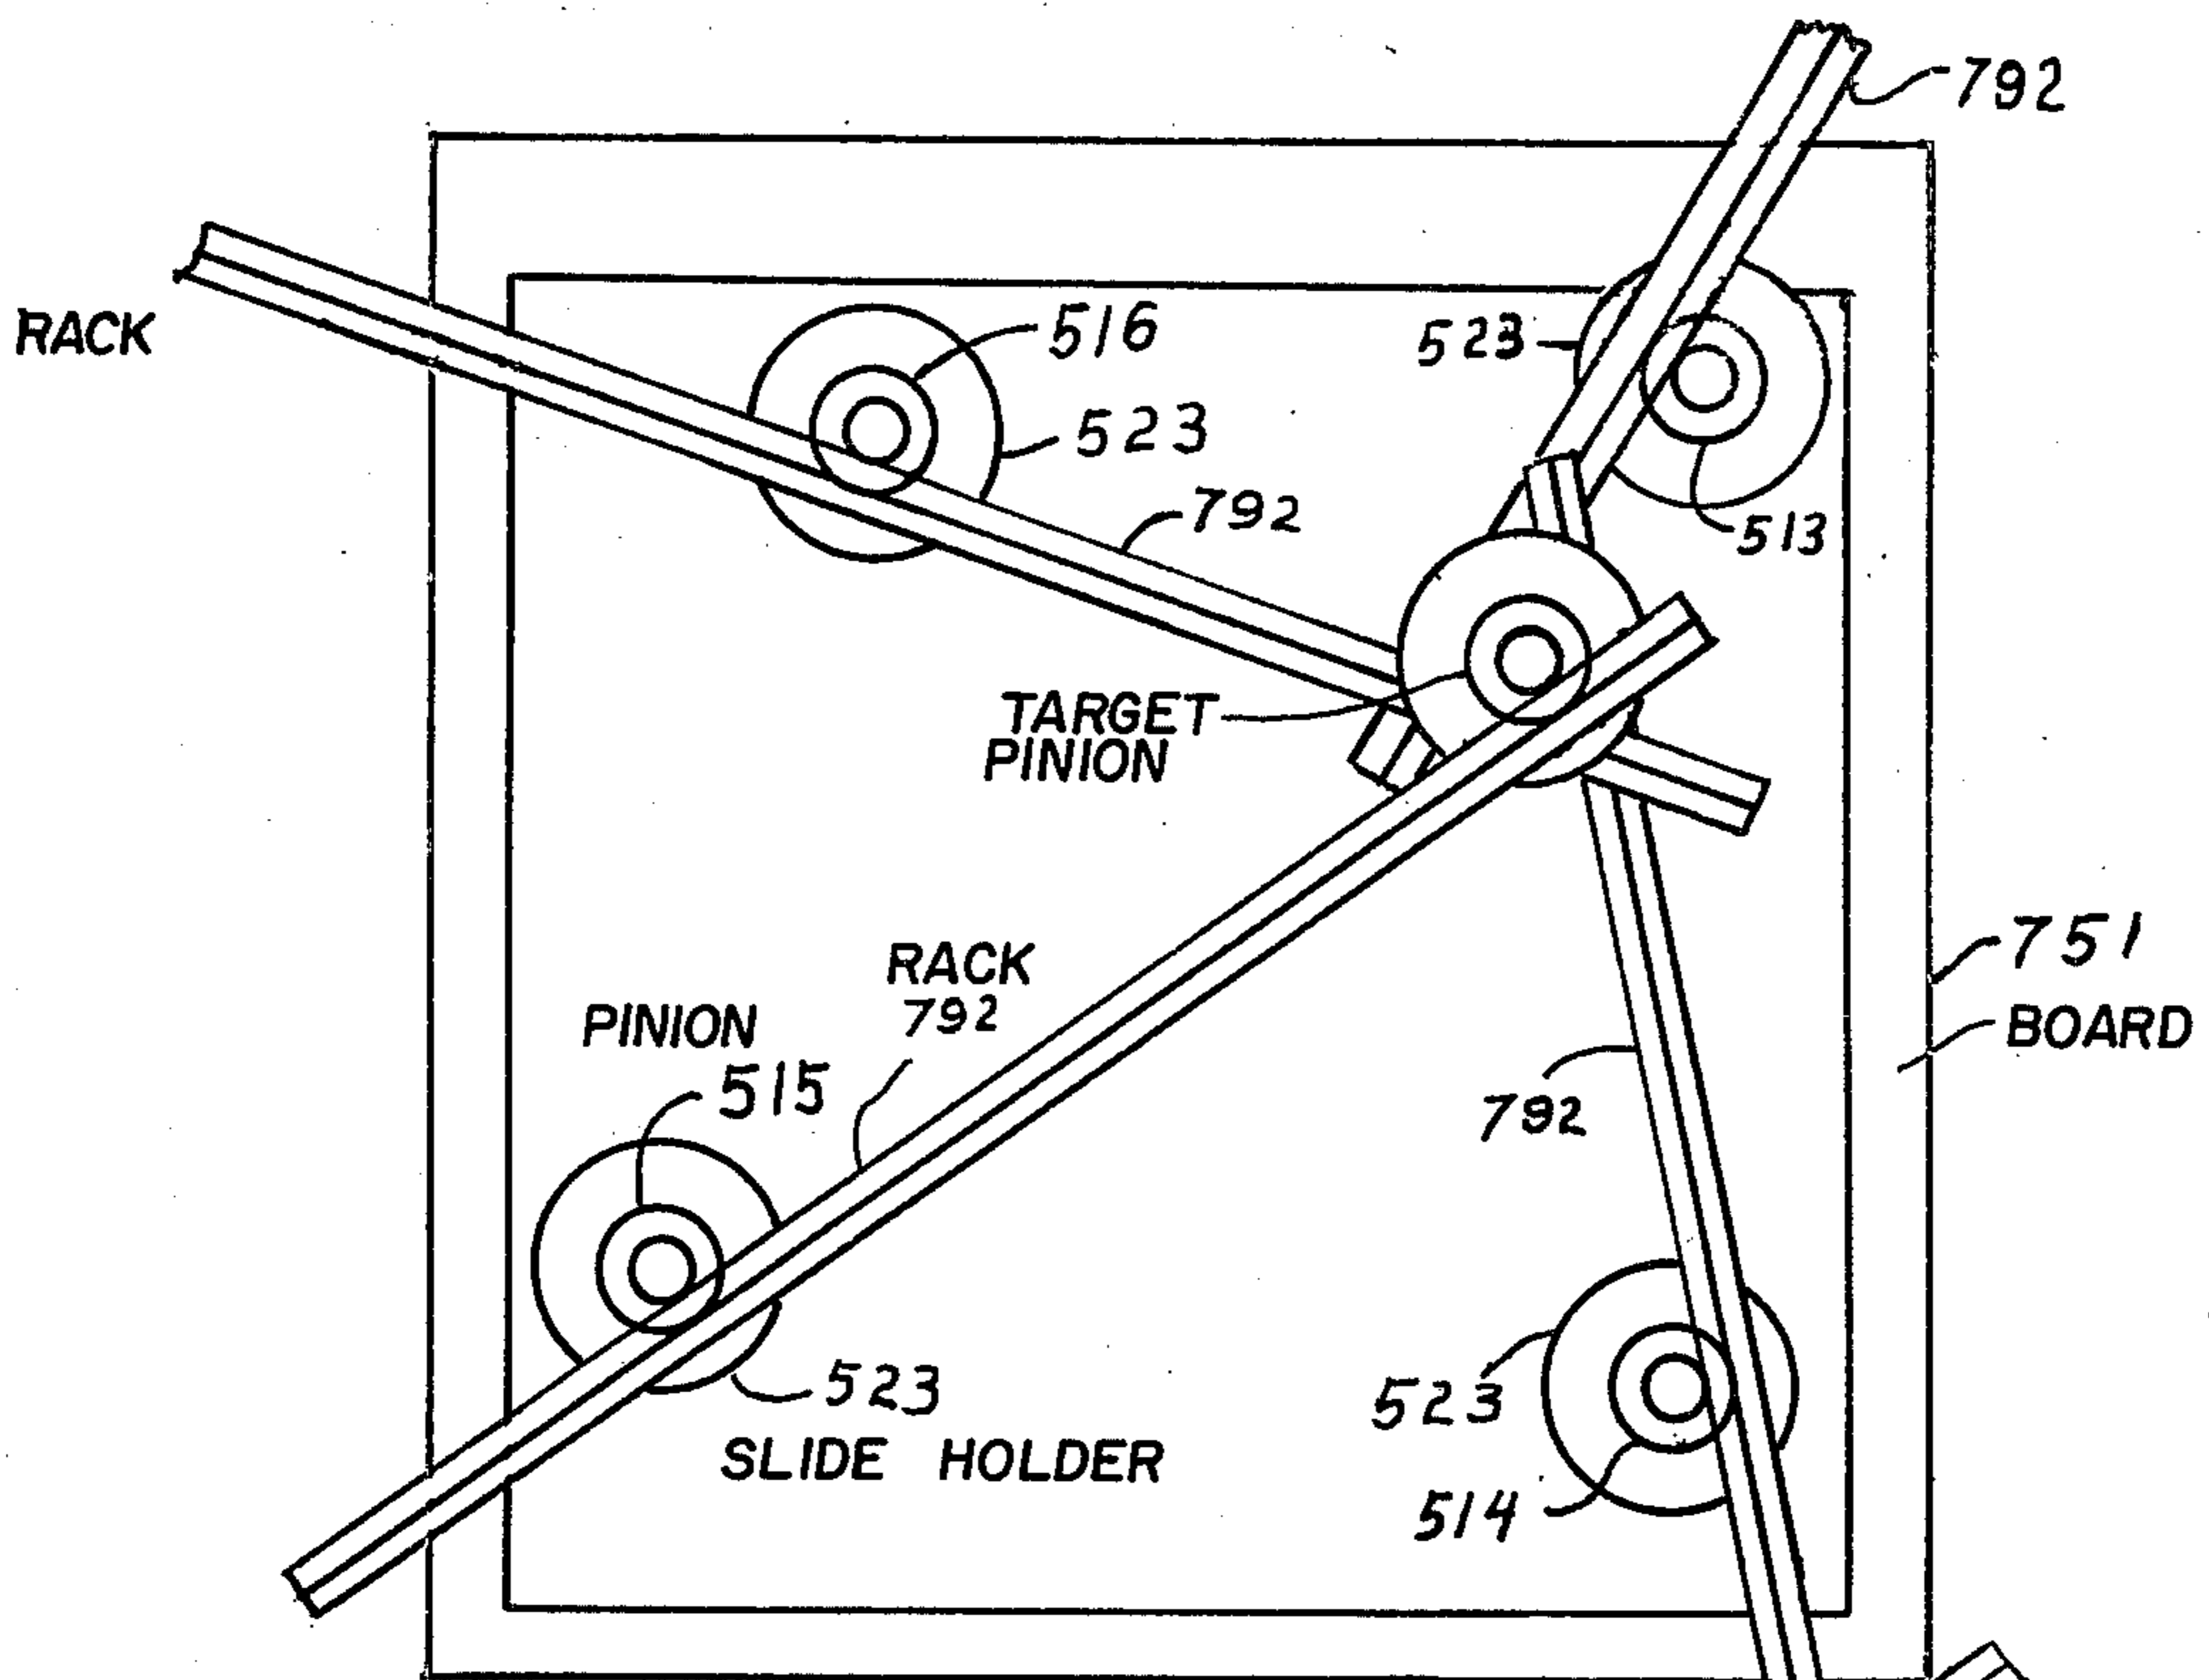 792
RACK
516
523
523
792
513
TARGET
PINION
751
BOARD
RACK
792
PINION
515
792
523
523
SLIDE HOLDER
514